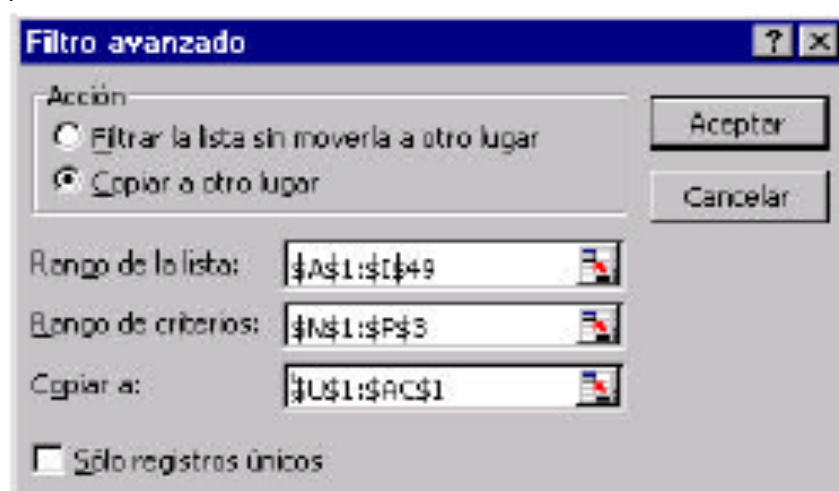 Filtro avanzado
Acción
Filtrar la lista sin moverla a otro lugar
Copiar a otro lugar
Aceptar
Cancelar
Rango de la lista: $A$1:$I$49
Rango de criterios: $N$1:$P$3
Copiar a: $U$1:$AC$1
Sólo registros únicos